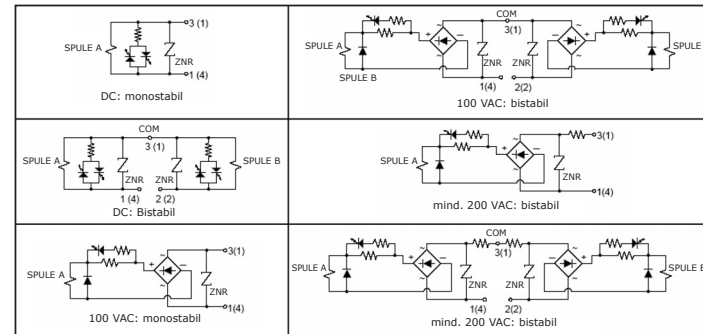 3 (1)
SPULE A
ZNR
1 (4)
DC: monostabil
COM
3(1)
SPULE A
SPULE B
ZNR
ZNR
SPULE
1(4) 2(2)
100 VAC: bistabil
COM
3 (1)
SPULE A
ZNR
ZNR
SPULE B
1 (4) 2 (2)
DC: Bistabil
3(1)
SPULE A
ZNR
1(4)
mind. 200 VAC: bistabil
3(1)
SPULE A
ZNR
1(4)
100 VAC: monostabil
COM
3(1)
SPULE A
ZNR
ZNR
SPULE B
1(4) 2(2)
mind. 200 VAC: bistabil